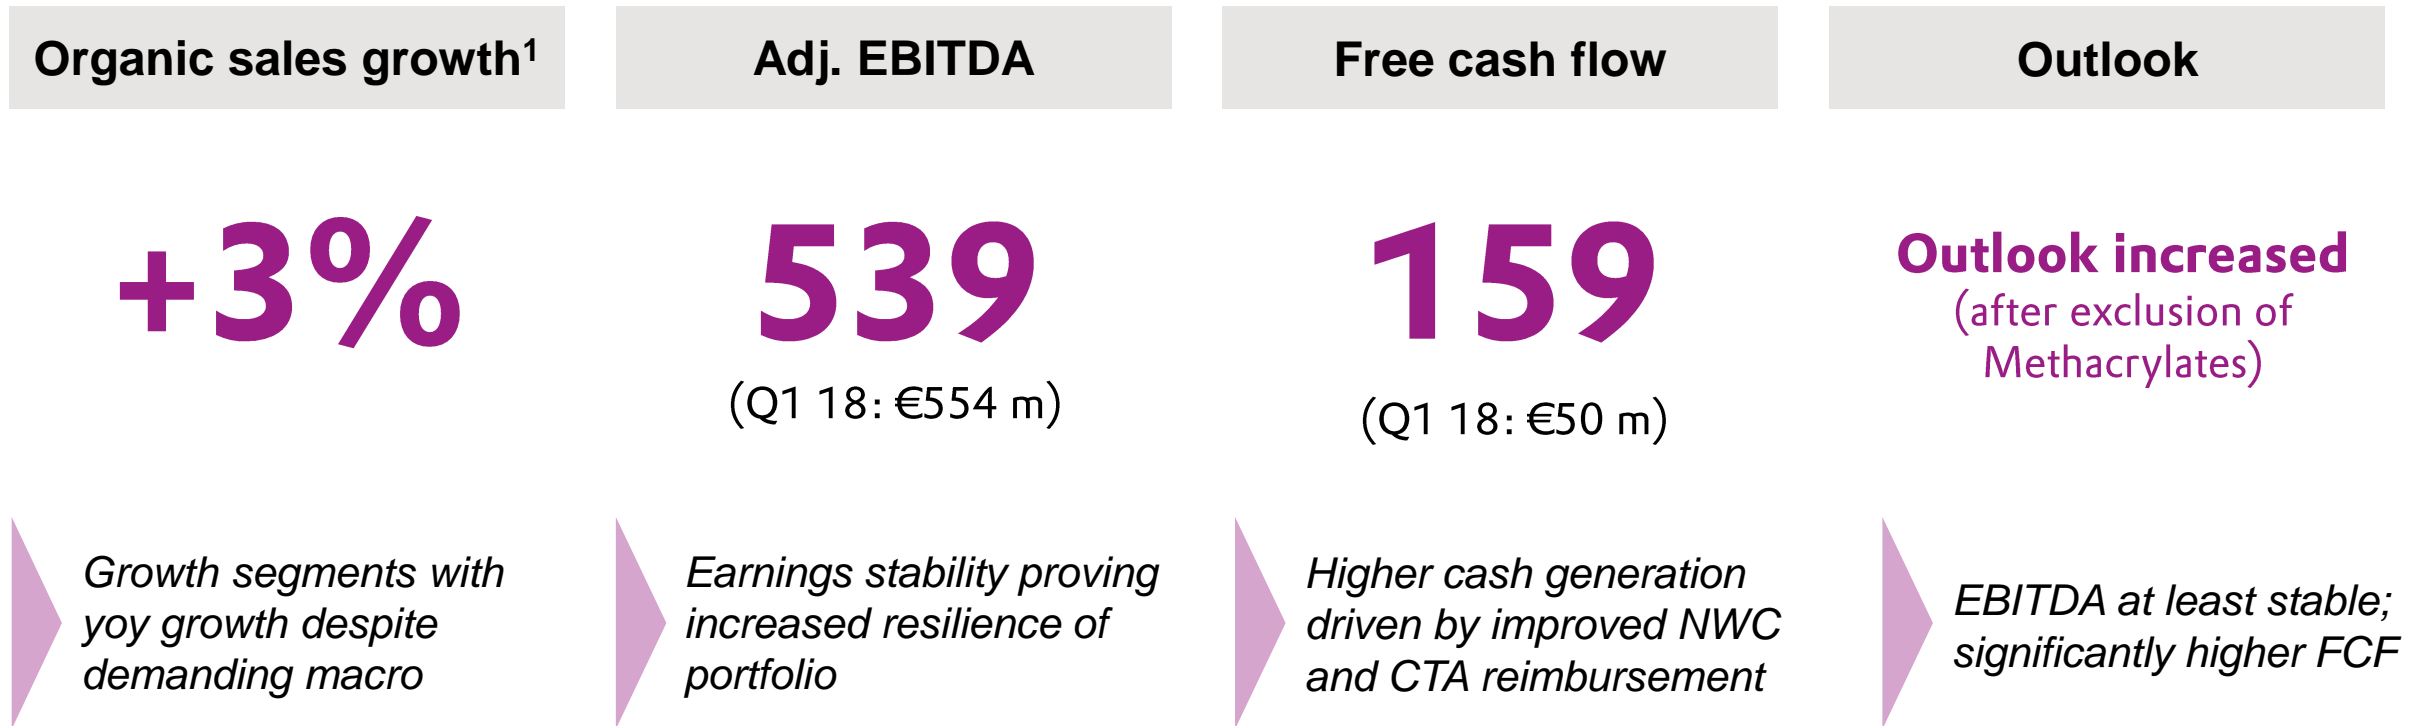 Organic sales growth¹
+3%
Growth segments with
yoy growth despite
demanding macro
Adj. EBITDA
539
(Q1 18: €554 m)
Earnings stability proving
increased resilience of
portfolio
Free cash flow
159
(Q1 18: €50 m)
Higher cash generation
driven by improved NWC
and CTA reimbursement
Outlook
Outlook increased
(after exclusion of
Methacrylates)
EBITDA at least stable;
significantly higher FCF